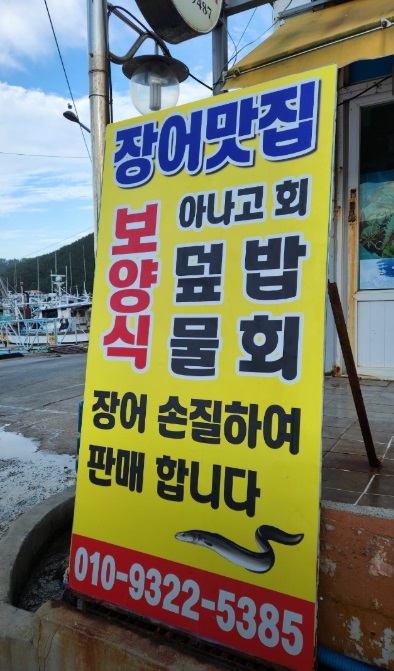 7487
장어맛집
보양식
아나고 회
덮밥
물회
장어 손질하여
판매 합니다
010-9322-5385